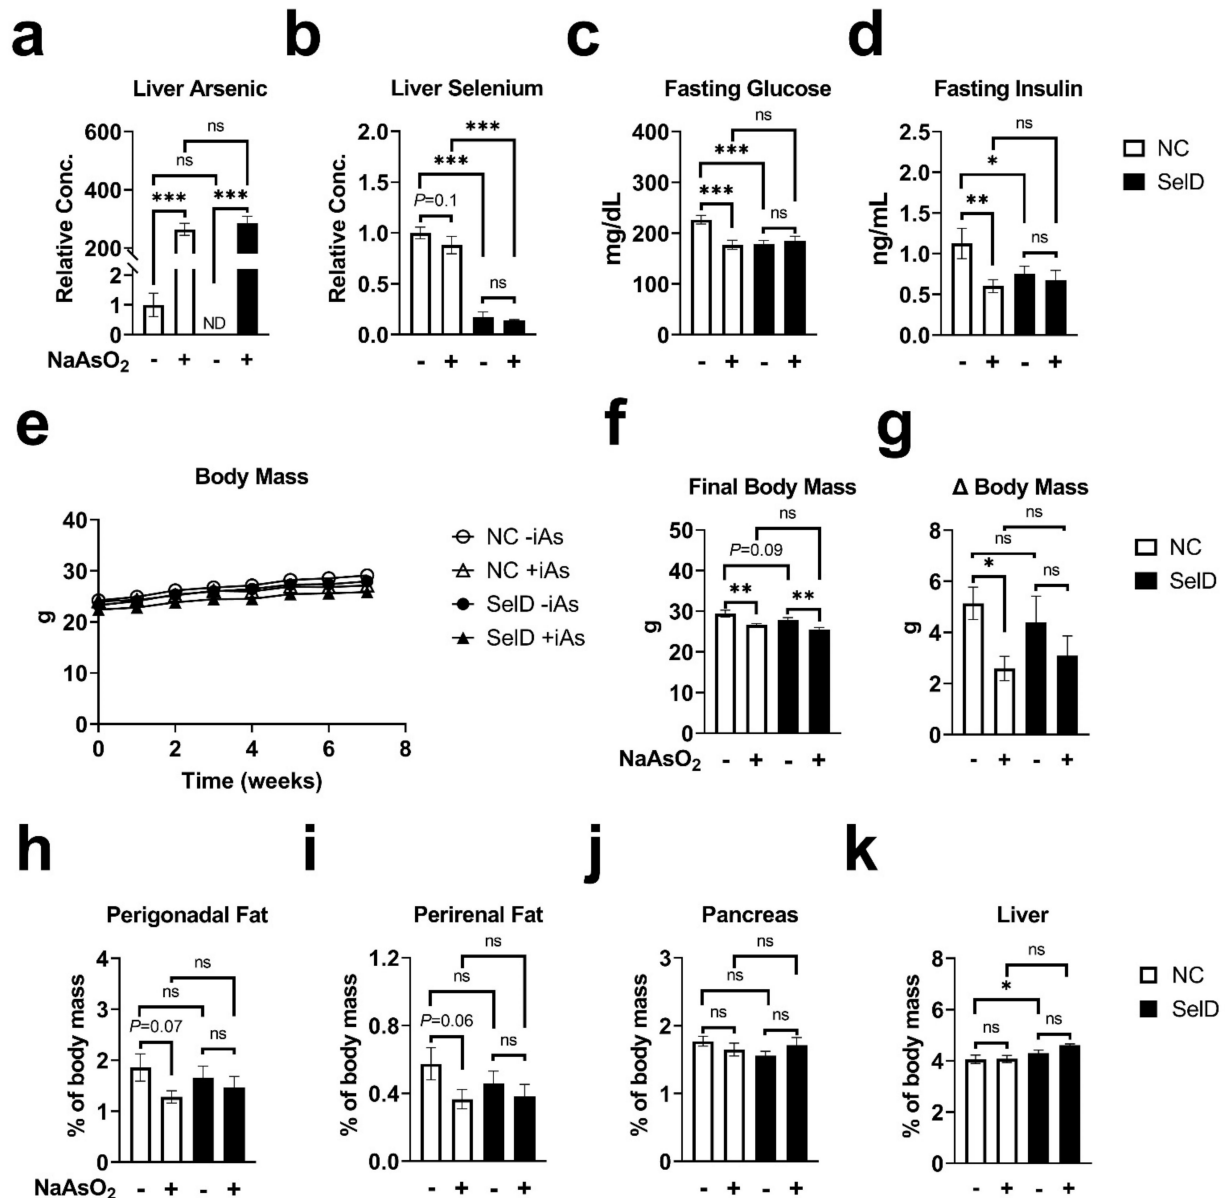 a
b
c
d
Liver Arsenic
Liver Selenium
Fasting Glucose
Fasting Insulin
Relative Conc.
600
400
200
2
1
0
ns
ns
***
***
ND
NaAsO2
- + - +
Relative Conc.
2.0
1.5
1.0
0.5
0.0
***
***
P=0.1
ns
- + - +
mg/dL
400
300
200
100
0
ns
***
***
ns
- + - +
ng/mL
2.5
2.0
1.5
1.0
0.5
0.0
ns
*
**
ns
- + - +
NC
SelD
e
f
g
Body Mass
g
40
30
20
10
0
0 2 4 6 8
Time (weeks)
NC -iAs
NC +iAs
SelD -iAs
SelD +iAs
Final Body Mass
g
50
40
30
20
10
0
ns
P=0.09
**
**
NaAsO2
- + - +
Δ Body Mass
g
8
6
4
2
0
ns
ns
*
ns
- + - +
NC
SelD
h
i
j
k
Perigonadal Fat
% of body mass
4
3
2
1
0
ns
ns
P=0.07
ns
NaAsO2
- + - +
Perirenal Fat
% of body mass
1.2
0.8
0.4
0.0
ns
ns
P=0.06
ns
- + - +
Pancreas
% of body mass
3
2
1
0
ns
ns
ns
ns
- + - +
Liver
% of body mass
8
6
4
2
0
ns
*
ns
ns
- + - +
NC
SelD